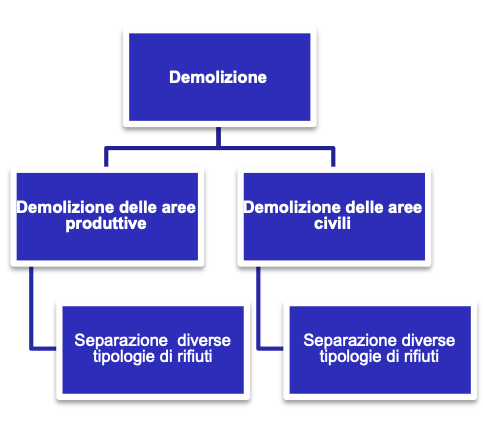 Demolizione
Demolizione delle aree
produttive
Demolizione delle aree
civili
Separazione  diverse
tipologie di rifiuti
Separazione diverse
tipologie di rifiuti